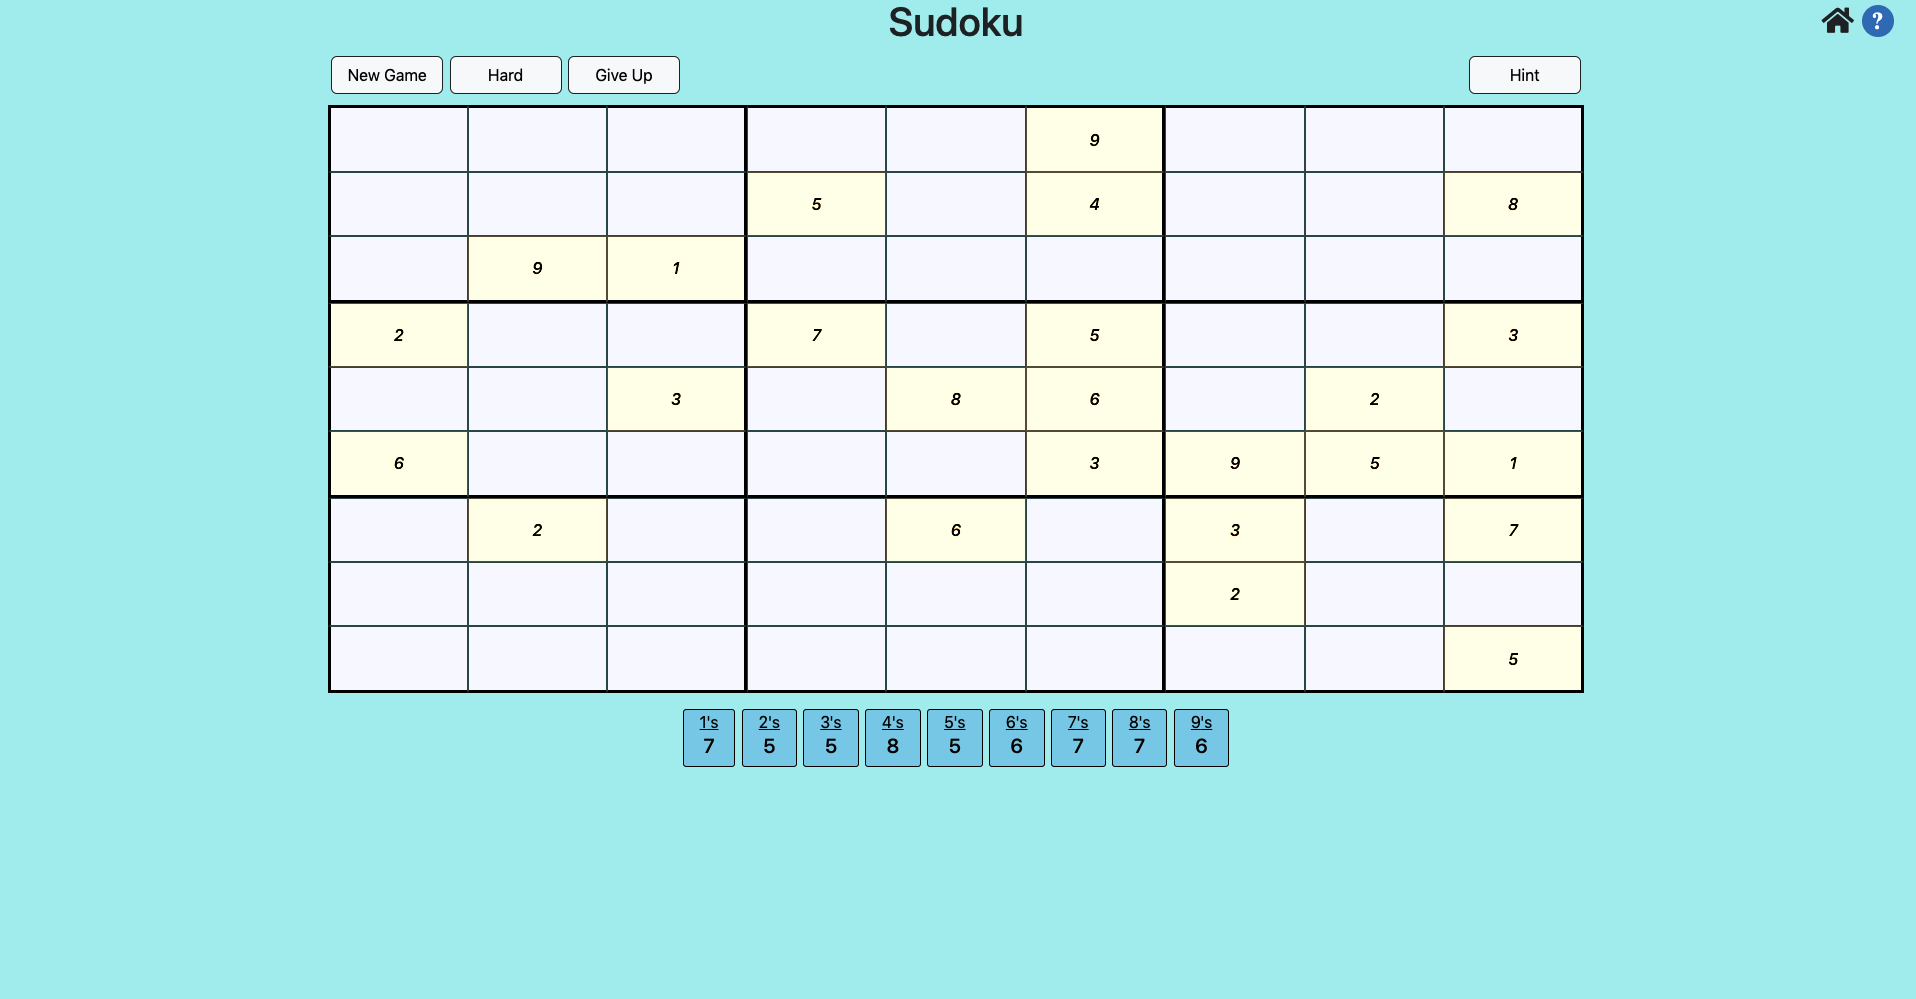 Sudoku
?
New Game Hard Give Up Hint
9
5 4 8
9 1
2 7 5 3
3 8 6 2
6 3 9 5 1
2 6 3 7
2
5
1's 2's 3's 4's 5's 6's 7's 8's 9's
7 5 5 8 5 6 7 7 6